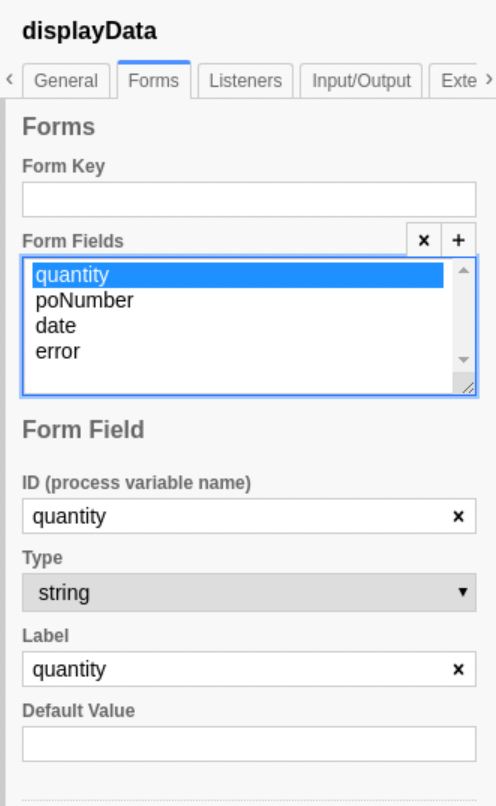 displayData
General Forms Listeners Input/Output Exte
Forms
Form Key
Form Fields
quantity
poNumber
date
error
Form Field
ID (process variable name)
quantity
Type
string
Label
quantity
Default Value